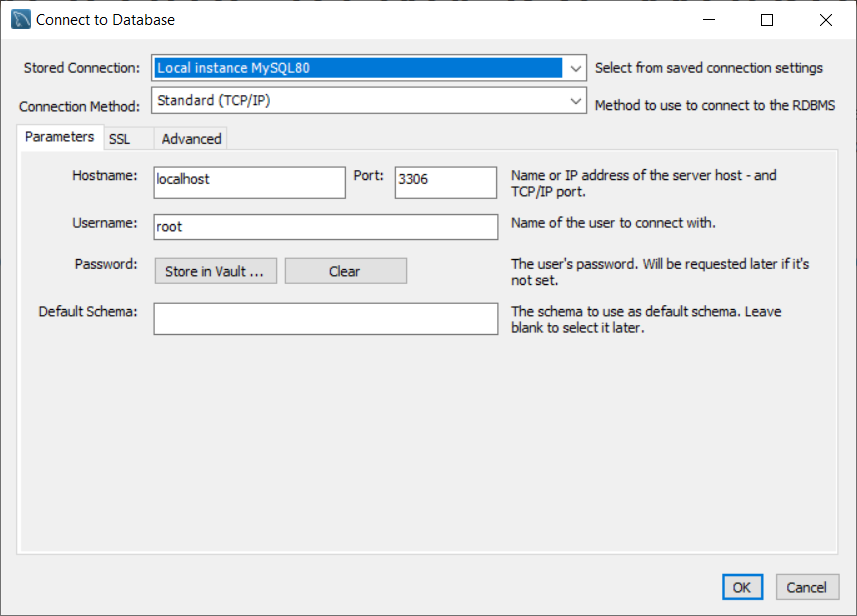 Connect to Database
Stored Connection: Local instance MySQL80 Select from saved connection settings
Connection Method: Standard (TCP/IP) Method to use to connect to the RDBMS
Parameters SSL Advanced
Hostname: localhost Port: 3306 Name or IP address of the server host - and
TCP/IP port.
Username: root Name of the user to connect with.
Password: Store in Vault ... Clear The user's password. Will be requested later if it's
not set.
Default Schema: The schema to use as default schema. Leave
blank to select it later.
OK Cancel